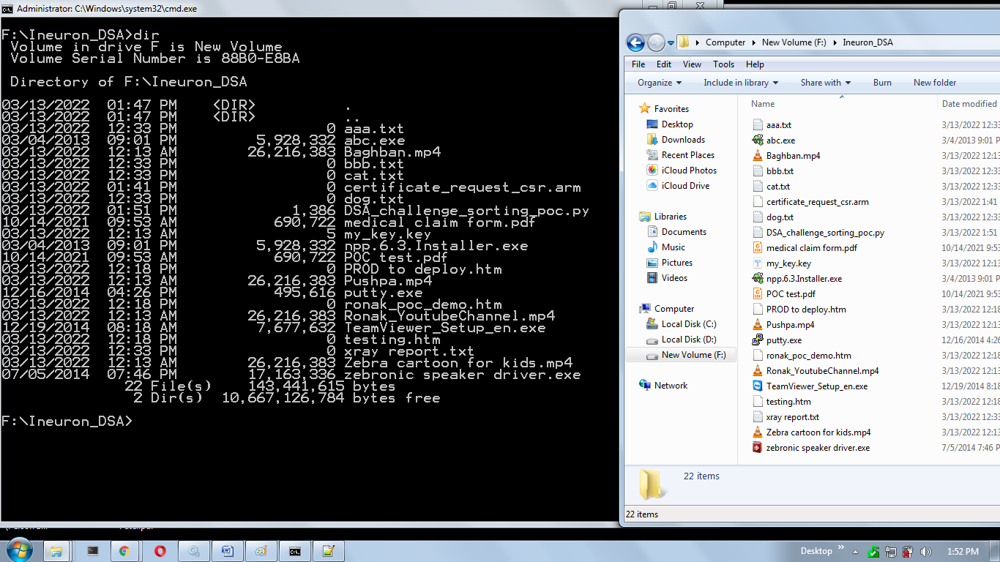 Administrator: C:\Windows\system32\cmd.exe
F:\Ineuron_DSA>dir
Volume in drive F is New Volume
Volume Serial Number is 88B0-E8BA
Directory of F:\Ineuron_DSA
03/13/2022 01:47 PM <DIR> .
03/13/2022 01:47 PM <DIR> ..
03/13/2022 12:33 PM 0 aaa.txt
03/04/2013 09:01 PM 5,928,332 abc.exe
03/13/2022 12:13 AM 26,216,383 Baghban.mp4
03/13/2022 12:33 PM 0 bbb.txt
03/13/2022 12:33 PM 0 cat.txt
03/13/2022 01:41 PM 0 certificate_request_csr.arm
03/13/2022 12:33 PM 0 dog.txt
03/13/2022 01:51 PM 1,386 DSA_challenge_sorting_poc.py
10/14/2021 09:53 AM 690,722 medical claim form.pdf
03/13/2022 12:13 AM 5 my_key.key
03/04/2013 09:01 PM 5,928,332 npp.6.3.Installer.exe
10/14/2021 09:53 AM 690,722 POC test.pdf
03/13/2022 12:18 PM 0 PROD to deploy.htm
03/13/2022 12:13 AM 26,216,383 Pushpa.mp4
12/16/2014 04:26 PM 495,616 putty.exe
03/13/2022 12:18 PM 0 ronak_poc_demo.htm
03/13/2022 12:13 AM 26,216,383 Ronak_YoutubeChannel.mp4
12/19/2014 08:18 AM 7,677,632 TeamViewer_Setup_en.exe
03/13/2022 12:18 PM 0 testing.htm
03/13/2022 12:33 PM 0 xray report.txt
03/13/2022 12:13 AM 26,216,383 Zebra cartoon for kids.mp4
07/05/2014 07:46 PM 17,163,336 zebronic speaker driver.exe
22 File(s) 143,441,615 bytes
2 Dir(s) 10,667,126,784 bytes free
F:\Ineuron_DSA>
Computer New Volume (F:) Ineuron_DSA
File Edit View Tools Help
Organize Include in library Share with Burn New folder
Favorites
Desktop
Downloads
Recent Places
iCloud Photos
iCloud Drive
Libraries
Documents
Music
Pictures
Videos
Computer
Local Disk (C:)
Local Disk (D:)
New Volume (F:)
Network
Name Date modified
aaa.txt 3/13/2022 12:33
abc.exe 3/4/2013 9:01 P
Baghban.mp4 3/13/2022 12:13
bbb.txt 3/13/2022 12:33
cat.txt 3/13/2022 12:33
certificate_request_csr.arm 3/13/2022 1:41
dog.txt 3/13/2022 12:33
DSA_challenge_sorting_poc.py 3/13/2022 1:51
medical claim form.pdf 10/14/2021 9:53
my_key.key 3/13/2022 12:13
npp.6.3.Installer.exe 3/4/2013 9:01 P
POC test.pdf 10/14/2021 9:53
PROD to deploy.htm 3/13/2022 12:18
Pushpa.mp4 3/13/2022 12:13
putty.exe 12/16/2014 4:26
ronak_poc_demo.htm 3/13/2022 12:18
Ronak_YoutubeChannel.mp4 3/13/2022 12:13
TeamViewer_Setup_en.exe 12/19/2014 8:18
testing.htm 3/13/2022 12:18
xray report.txt 3/13/2022 12:33
Zebra cartoon for kids.mp4 3/13/2022 12:13
zebronic speaker driver.exe 7/5/2014 7:46 P
22 items
22 items
Desktop 1:52 PM